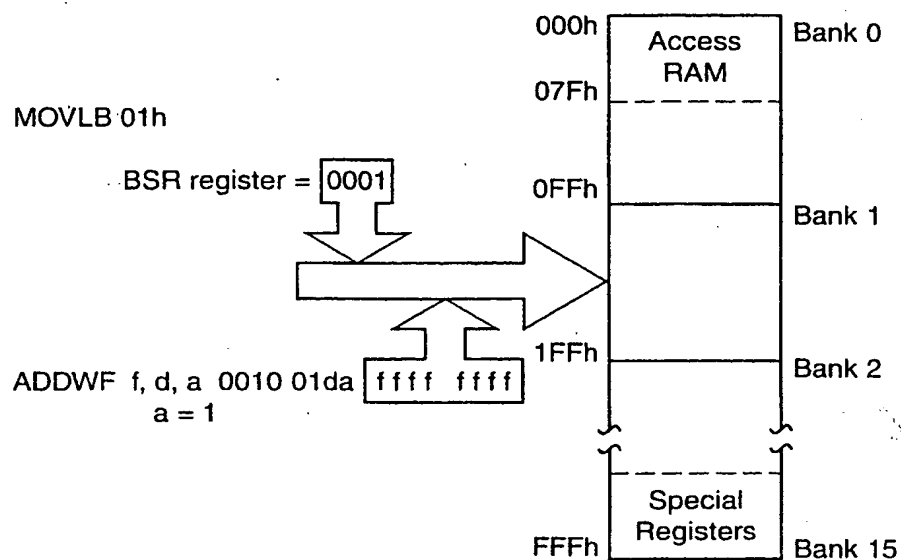 000h
Access
RAM
Bank 0
07Fh
MOVLB 01h
BSR register = 0001
0FFh
Bank 1
1FFh
Bank 2
ADDWF f, d, a 0010 01da ffff ffff
a = 1
Special
Registers
FFFh
Bank 15